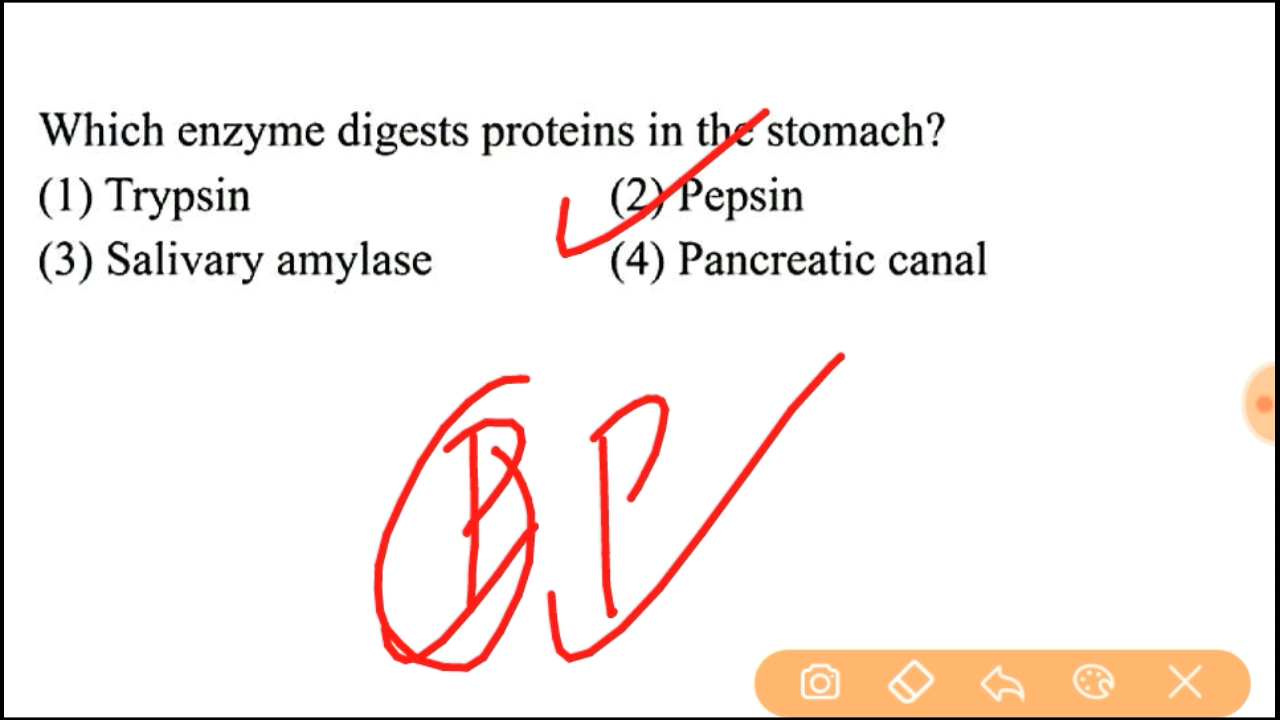 Which enzyme digests proteins in the stomach?
(1) Trypsin (2) Pepsin
(3) Salivary amylase (4) Pancreatic canal
P P